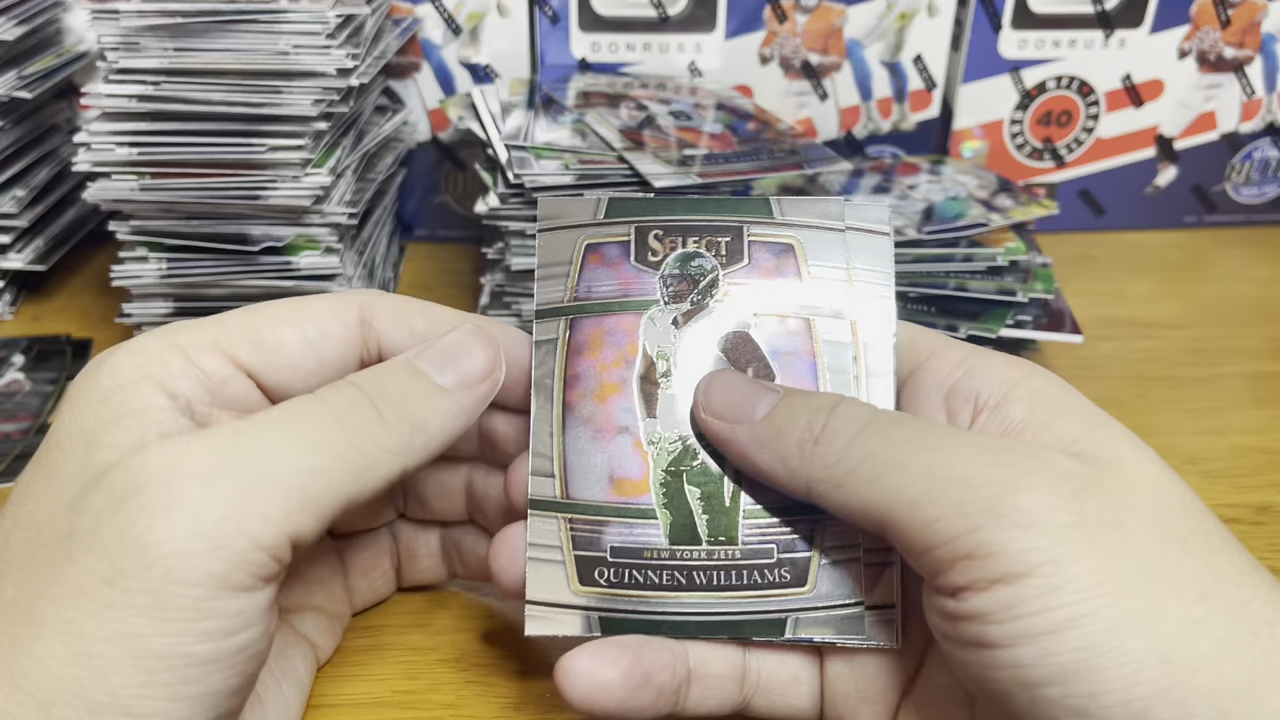 DONRUSS
DONRUSS
NFL
40
SELECT
NEW YORK JETS
QUINNEN WILLIAMS